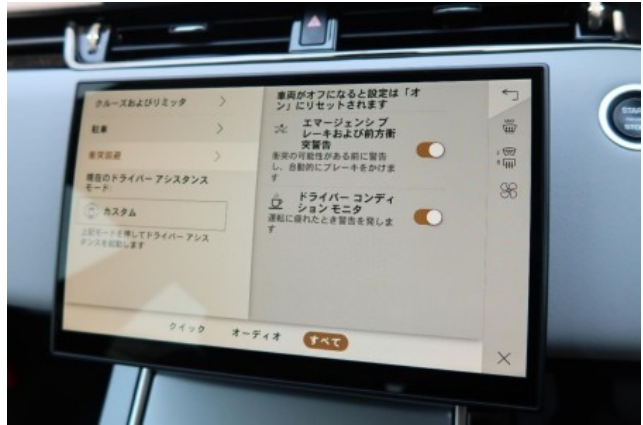 クルーズおよびリミッタ
駐車
衝突回避
現在のドライバー アシスタンス
モード:
カスタム
上記モードを押してドライバー アシス
タンスを起動します
車両がオフになると設定は「オ
ン」にリセットされます
エマージェンシ ブ
レーキおよび前方衝
突警告
衝突の可能性がある前に警告
し、自動的にブレーキをかけま
す
ドライバー コンディ
ション モニタ
運転に疲れたとき警告を発しま
す
クイック
オーディオ
すべて
START